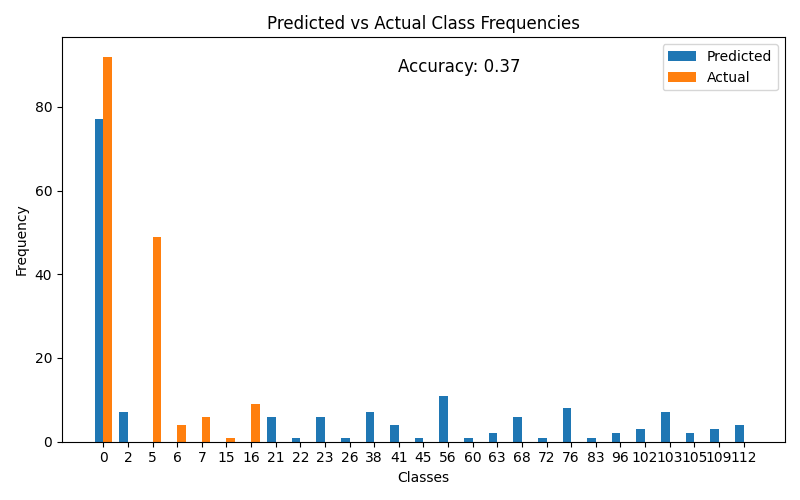 Predicted vs Actual Class Frequencies
Accuracy: 0.37
Predicted
Actual
Frequency
80
60
40
20
0
0 2 5 6 7 15 16 21 22 23 26 38 41 45 56 60 63 68 72 76 83 96 102 103 105 109 112
Classes